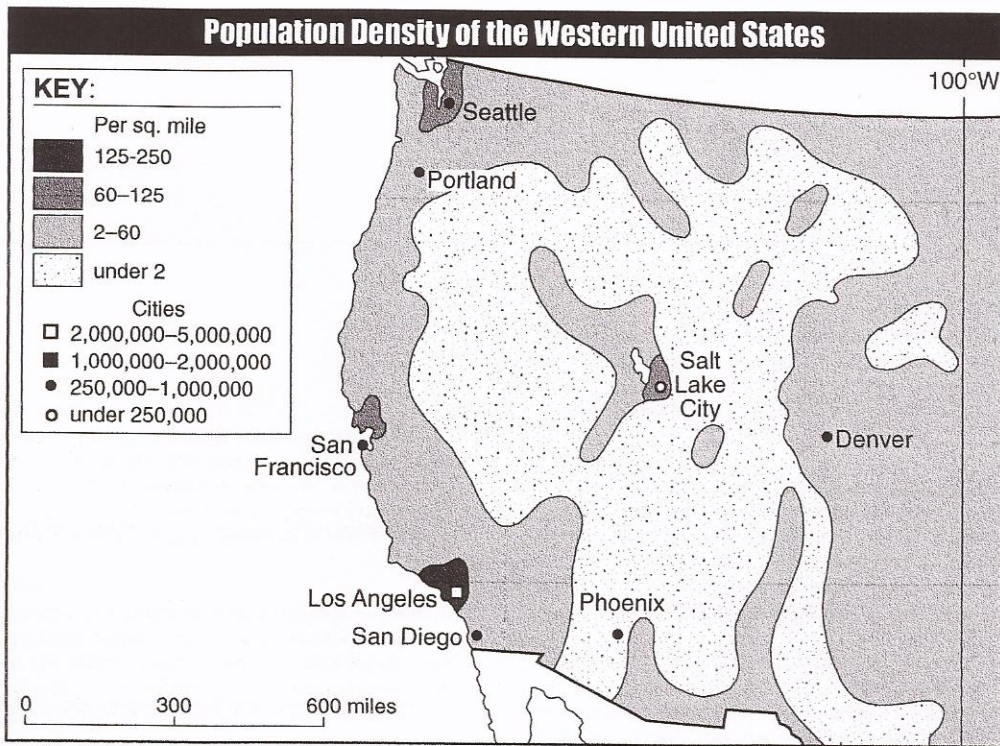 Population Density of the Western United States
KEY:
Per sq. mile
125-250
60–125
2–60
under 2
Cities
2,000,000–5,000,000
1,000,000–2,000,000
250,000–1,000,000
under 250,000
100°W
Seattle
Portland
Salt
Lake
City
Denver
San
Francisco
Los Angeles
Phoenix
San Diego
0 300 600 miles